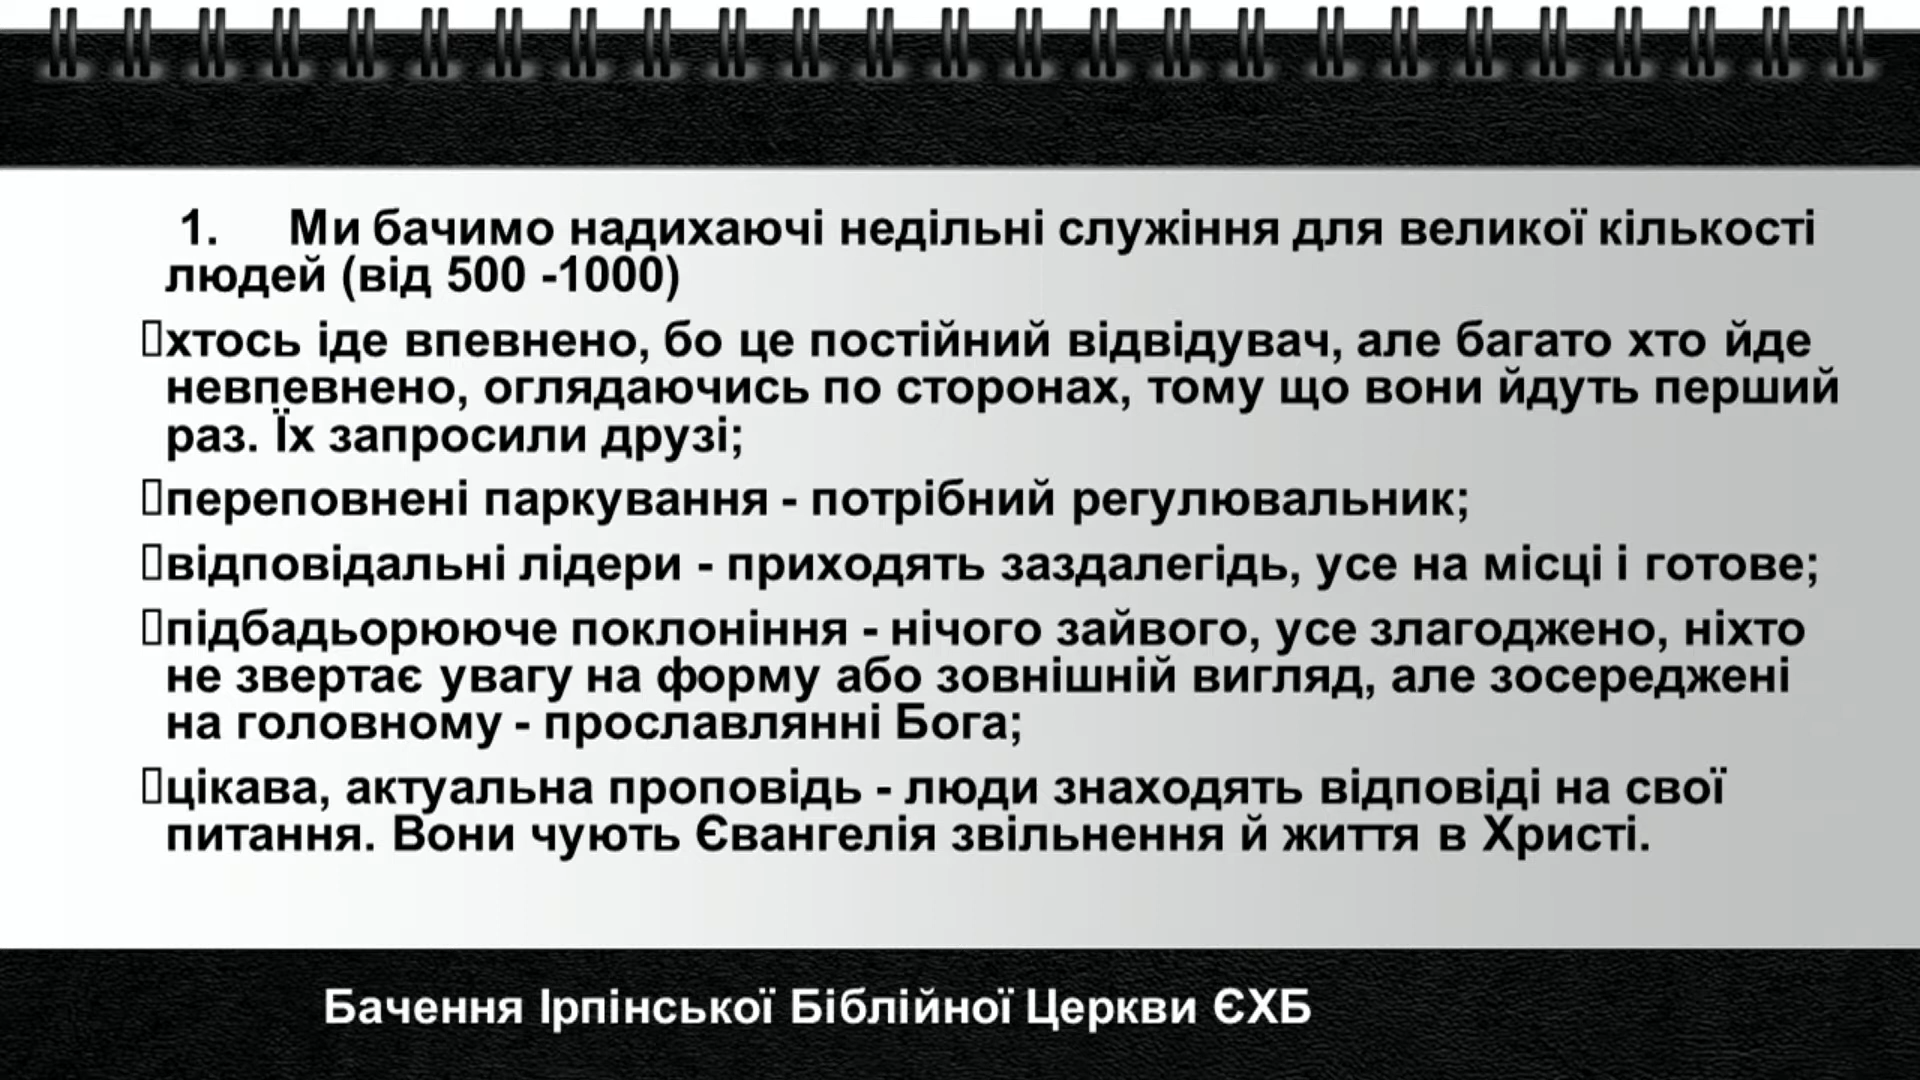 1. Ми бачимо надихаючі недільні служіння для великої кількості
людей (від 500 -1000)
хтось іде впевнено, бо це постійний відвідувач, але багато хто йде
невпевнено, оглядаючись по сторонах, тому що вони йдуть перший
раз. Їх запросили друзі;
переповнені паркування - потрібний регулювальник;
відповідальні лідери - приходять заздалегідь, усе на місці і готове;
підбадьорююче поклоніння - нічого зайвого, усе злагоджено, ніхто
не звертає увагу на форму або зовнішній вигляд, але зосереджені
на головному - прославлянні Бога;
цікава, актуальна проповідь - люди знаходять відповіді на свої
питання. Вони чують Євангелія звільнення й життя в Христі.
Бачення Ірпінської Біблійної Церкви ЄХБ